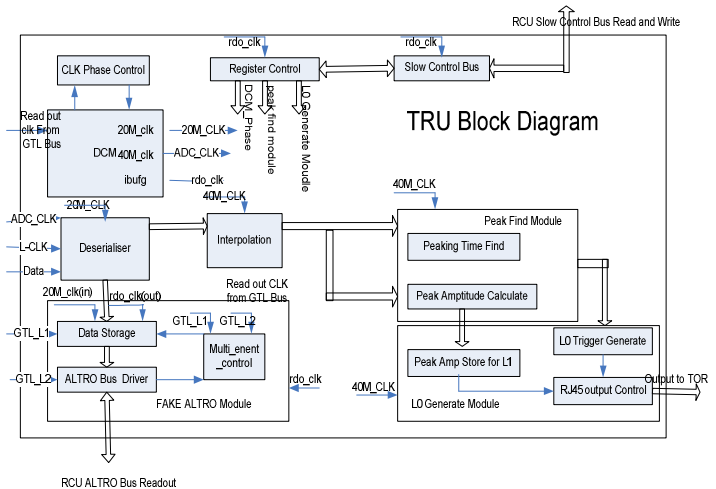 RCU Slow Control Bus Read and Write
rdo_clk
rdo_clk
CLK Phase Control
Register Control
Slow Control Bus
DCM_Phase
peak find module
L0 Generate Moudle
TRU Block Diagram
Read out
clk From
GTL Bus
20M_clk
DCM
40M_clk
ibufg
20M_CLK
ADC_CLK
rdo_clk
20M_CLK
40M_CLK
40M_CLK
ADC_CLK
L-CLK
Data
Deserialiser
Interpolation
Peak Find Module
Peaking Time Find
Peak Amplitude Calculate
Read out CLK
from GTL Bus
20M_clk(in)
rdo_clk(out)
GTL_L1
GTL_L2
GTL_L1
Data Storage
Multi_enent
_control
L0 Trigger Generate
Peak Amp Store for L1
GTL_L2
ALTRO Bus Driver
rdo_clk
40M_CLK
RJ45 output Control
Output to TOR
FAKE ALTRO Module
L0 Generate Module
RCU ALTRO Bus Readout